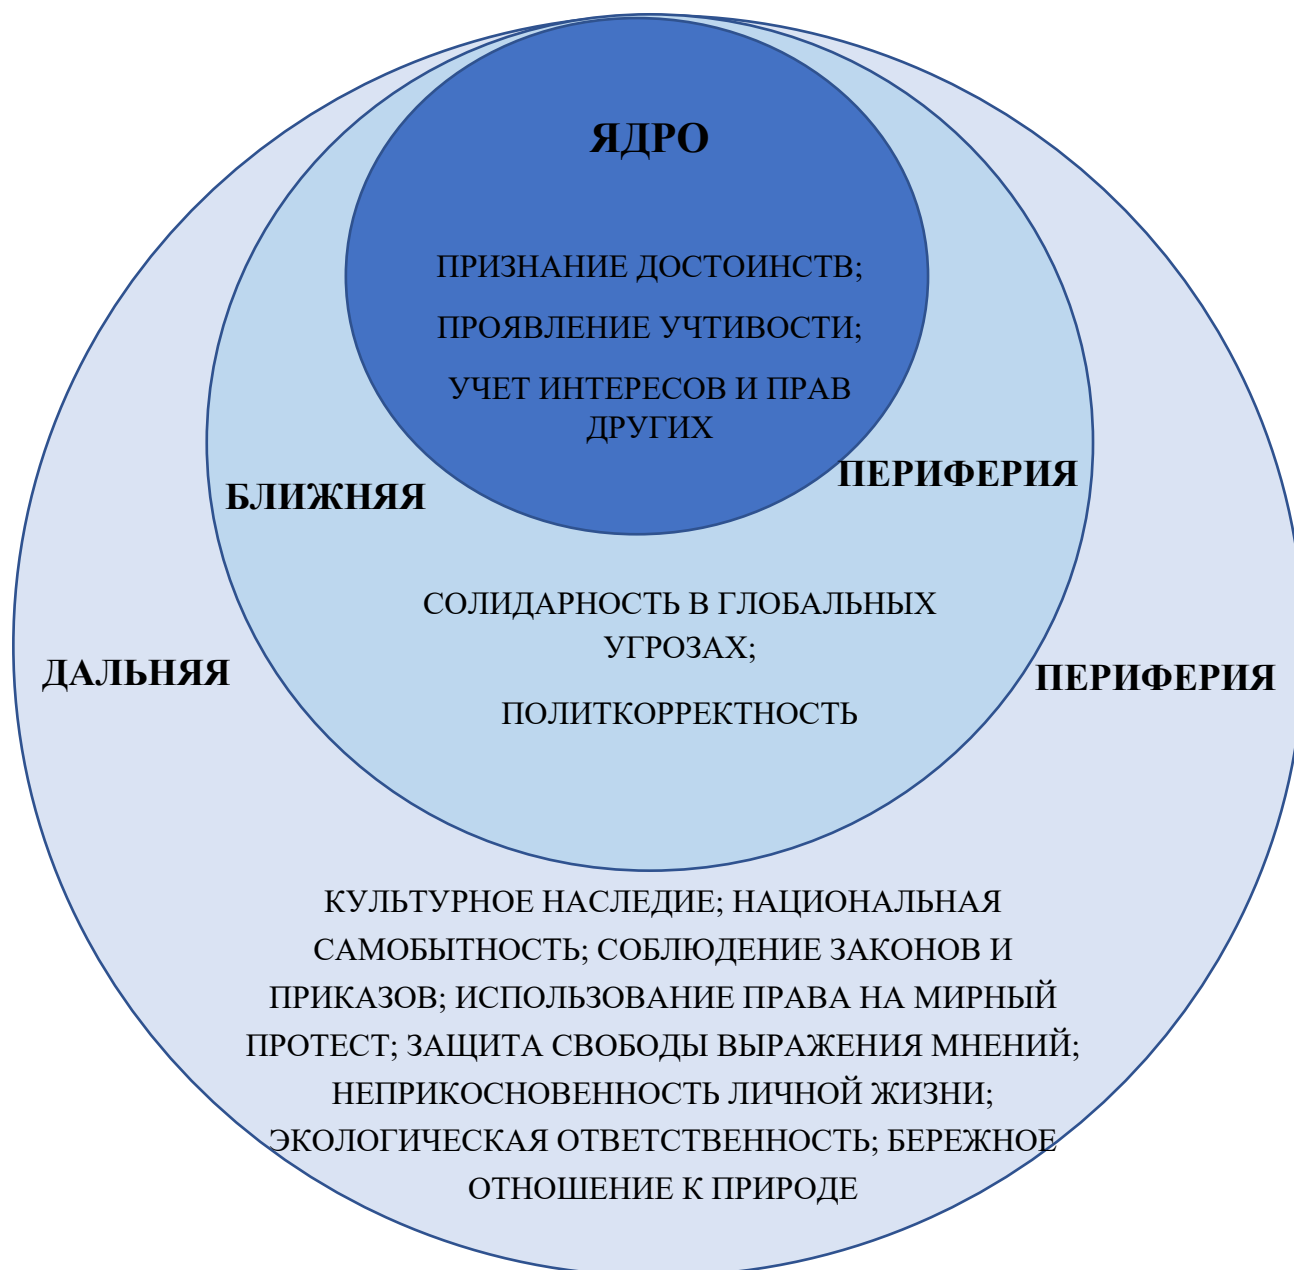 ЯДРО
ПРИЗНАНИЕ ДОСТОИНСТВ;
ПРОЯВЛЕНИЕ УЧТИВОСТИ;
УЧЕТ ИНТЕРЕСОВ И ПРАВ
ДРУГИХ
БЛИЖНЯЯ
ПЕРИФЕРИЯ
СОЛИДАРНОСТЬ В ГЛОБАЛЬНЫХ
УГРОЗАХ;
ПОЛИТКОРРЕКТНОСТЬ
ДАЛЬНЯЯ
ПЕРИФЕРИЯ
КУЛЬТУРНОЕ НАСЛЕДИЕ; НАЦИОНАЛЬНАЯ
САМОБЫТНОСТЬ; СОБЛЮДЕНИЕ ЗАКОНОВ И
ПРИКАЗОВ; ИСПОЛЬЗОВАНИЕ ПРАВА НА МИРНЫЙ
ПРОТЕСТ; ЗАЩИТА СВОБОДЫ ВЫРАЖЕНИЯ МНЕНИЙ;
НЕПРИКОСНОВЕННОСТЬ ЛИЧНОЙ ЖИЗНИ;
ЭКОЛОГИЧЕСКАЯ ОТВЕТСТВЕННОСТЬ; БЕРЕЖНОЕ
ОТНОШЕНИЕ К ПРИРОДЕ